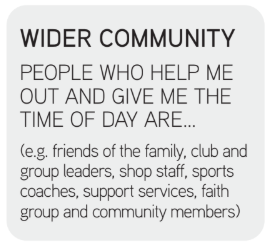 WIDER COMMUNITY
PEOPLE WHO HELP ME
OUT AND GIVE ME THE
TIME OF DAY ARE...
(e.g. friends of the family, club and
group leaders, shop staff, sports
coaches, support services, faith
group and community members)